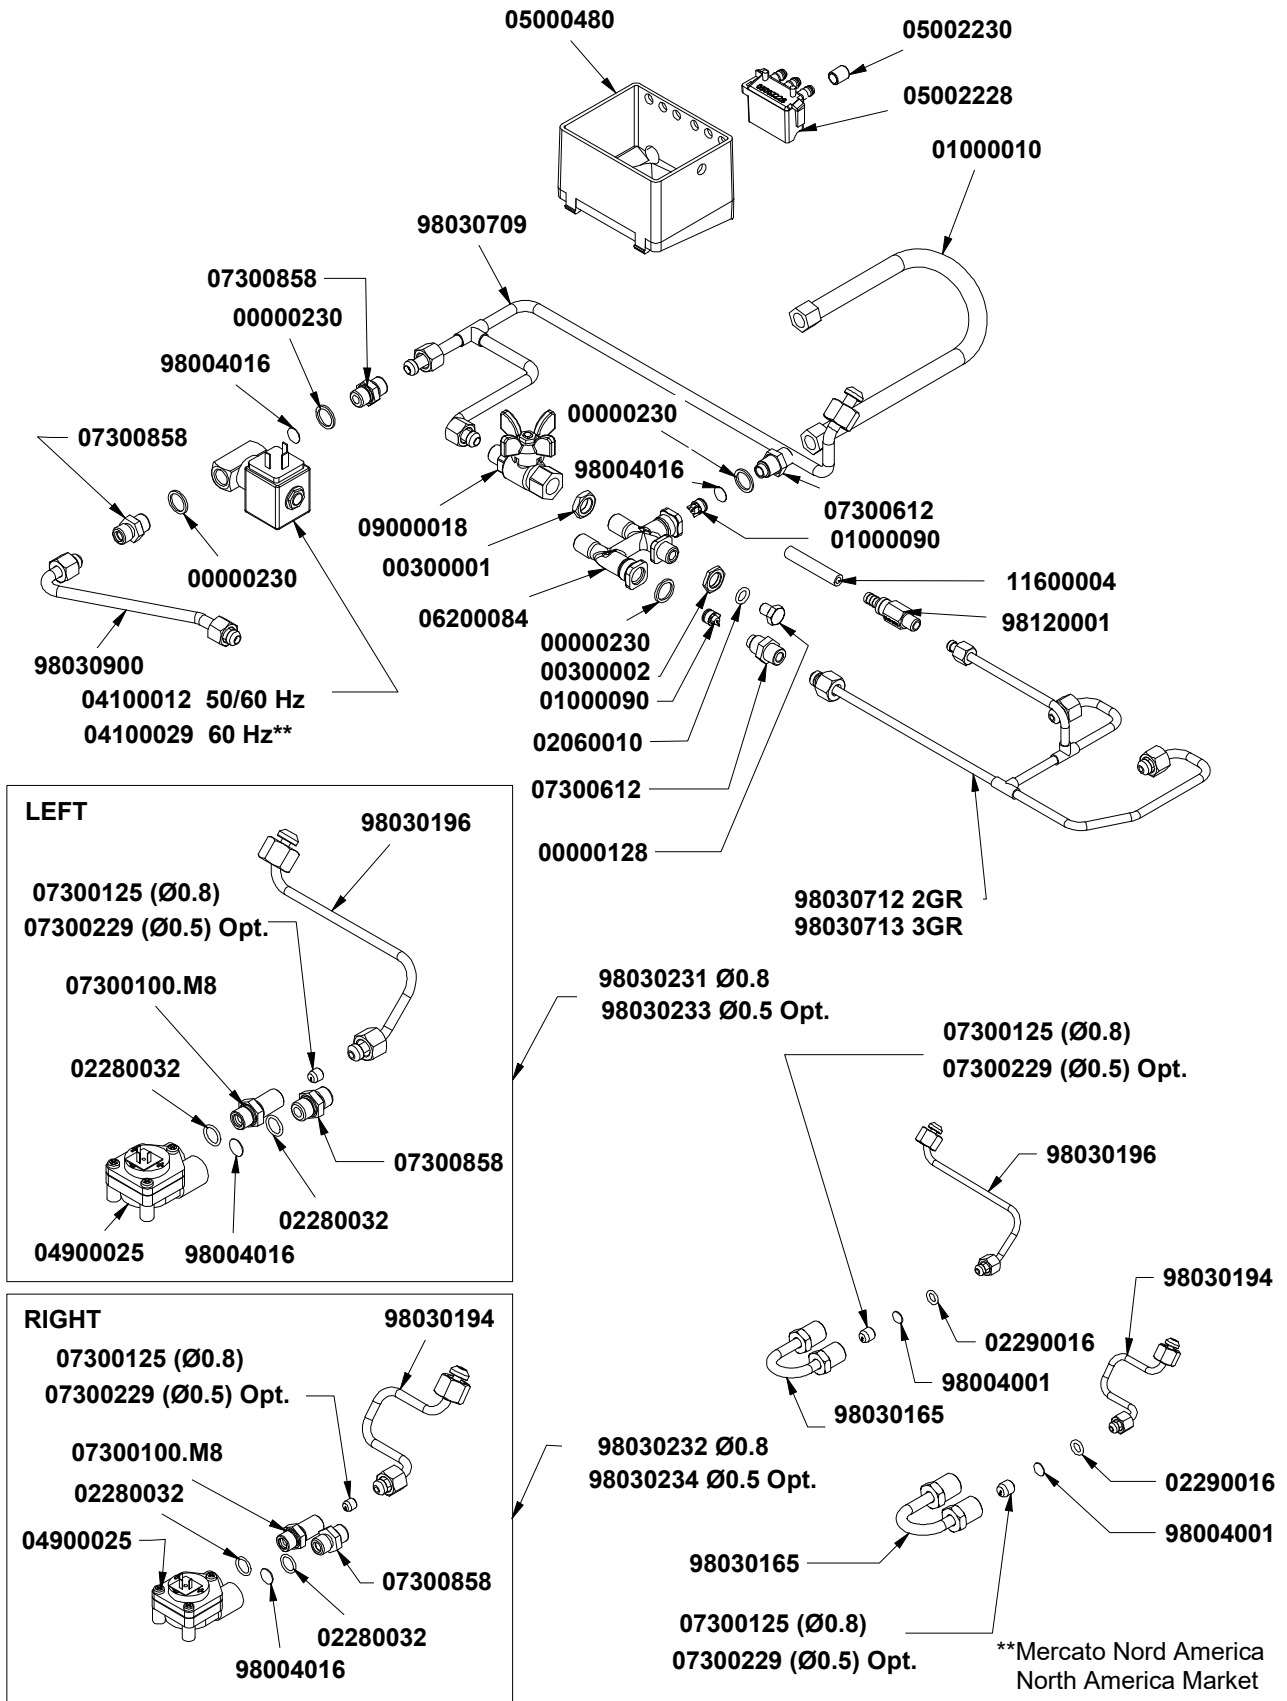 05000480
05002230
05002228
01000010
98030709
07300858
00000230
98004016
07300858
00000230
98004016
09000018
00300001
06200084
07300612
01000090
11600004
98120001
00000230
98030900
04100012 50/60 Hz
04100029 60 Hz**
00000230
00300002
01000090
02060010
07300612
00000128
98030712 2GR
98030713 3GR
LEFT
98030196
07300125 (Ø0.8)
07300229 (Ø0.5) Opt.
07300100.M8
02280032
07300858
02280032
04900025
98004016
98030231 Ø0.8
98030233 Ø0.5 Opt.
07300125 (Ø0.8)
07300229 (Ø0.5) Opt.
98030196
98030194
02290016
98004001
98030165
02290016
98004001
98030165
07300125 (Ø0.8)
07300229 (Ø0.5) Opt.
RIGHT
98030194
07300125 (Ø0.8)
07300229 (Ø0.5) Opt.
07300100.M8
02280032
04900025
07300858
02280032
98004016
98030232 Ø0.8
98030234 Ø0.5 Opt.
**Mercato Nord America
North America Market